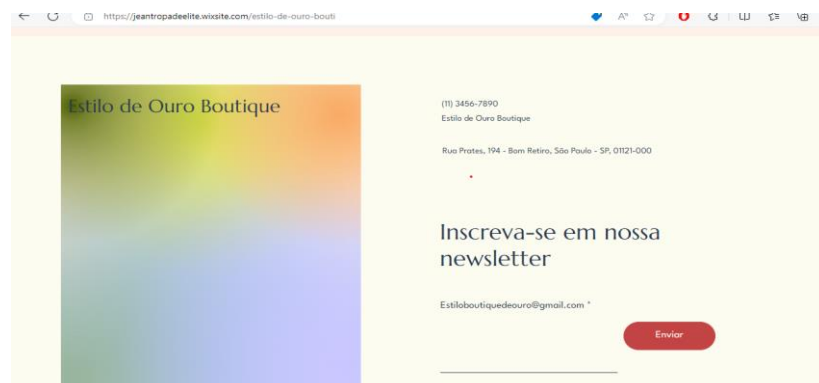 https://jeantropadeelite.wixsite.com/estilo-de-ouro-bouti
Estilo de Ouro Boutique
(11) 3456-7890
Estilo de Ouro Boutique
Rua Prates, 194 - Bom Retiro, São Paulo - SP, 01121-000
Inscreva-se em nossa
newsletter
Estiloboutiquedeouro@gmail.com *
Enviar